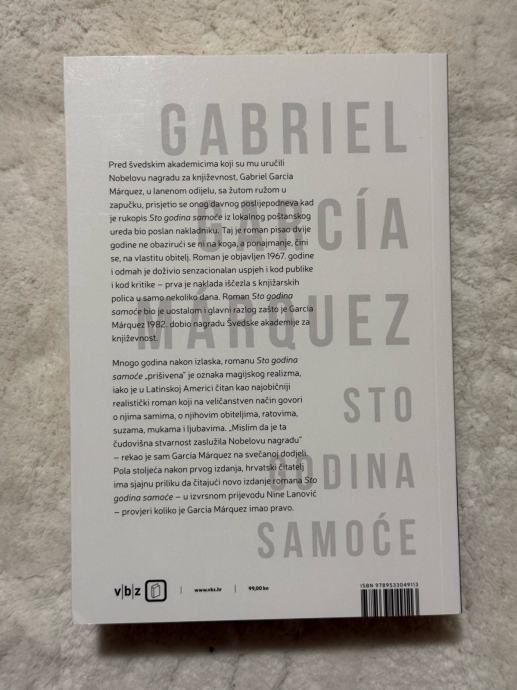 GABRIEL
GARCÍA
MÁRQUEZ
STO
GODINA
SAMOĆE
Pred švedskim akademicima koji su mu uručili
Nobelovu nagradu za književnost, Gabriel García
Márquez, u lanenom odijelu, sa žutom ružom u
zapučku, prisjetio se onog davnog poslijepodneva kad
je rukopis Sto godina samoće iz lokalnog poštanskog
ureda bio poslan nakladniku. Taj je roman pisao dvije
godine ne obazirući se ni na koga, a ponajmanje, čini
se, na vlastitu obitelj. Roman je objavljen 1967. godine
i odmah je doživio senzacionalan uspjeh i kod publike
i kod kritike – prva je naklada iščezla s knjižarskih
polica u samo nekoliko dana. Roman Sto godina
samoće bio je uostalom i glavni razlog zašto je García
Márquez 1982. dobio nagradu Švedske akademije za
književnost.
Mnogo godina nakon izlaska, romanu Sto godina
samoće „prišivena” je oznaka magijskog realizma,
iako je u Latinskoj Americi čitan kao najobičniji
realistički roman koji na veličanstven način govori
o njima samima, o njihovim obiteljima, ratovima,
suzama, mukama i ljubavima. „Mislim da je ta
čudovišna stvarnost zaslužila Nobelovu nagradu”
– rekao je sam García Márquez na svečanoj dodjeli.
Pola stoljeća nakon prvog izdanja, hrvatski čitatelj
ima sjajnu priliku da čitajući novo izdanje romana Sto
godina samoće – u izvrsnom prijevodu Nine Lanović
– provjeri koliko je García Márquez imao pravo.
v|b|z | www.vbz.hr | 99,00 kn
ISBN 9789533049113